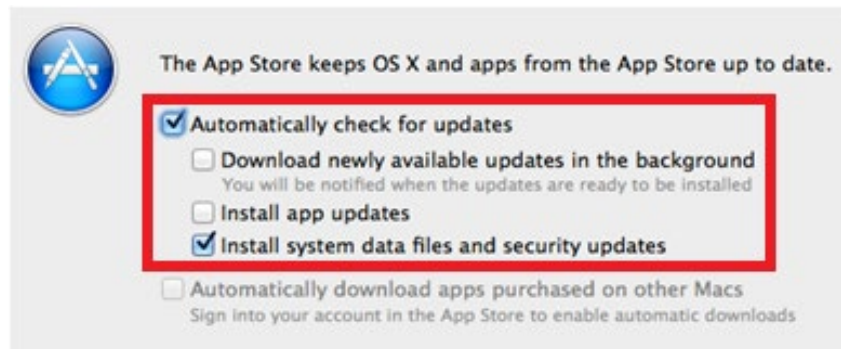 The App Store keeps OS X and apps from the App Store up to date.
Automatically check for updates
Download newly available updates in the background
You will be notified when the updates are ready to be installed
Install app updates
Install system data files and security updates
Automatically download apps purchased on other Macs
Sign into your account in the App Store to enable automatic downloads